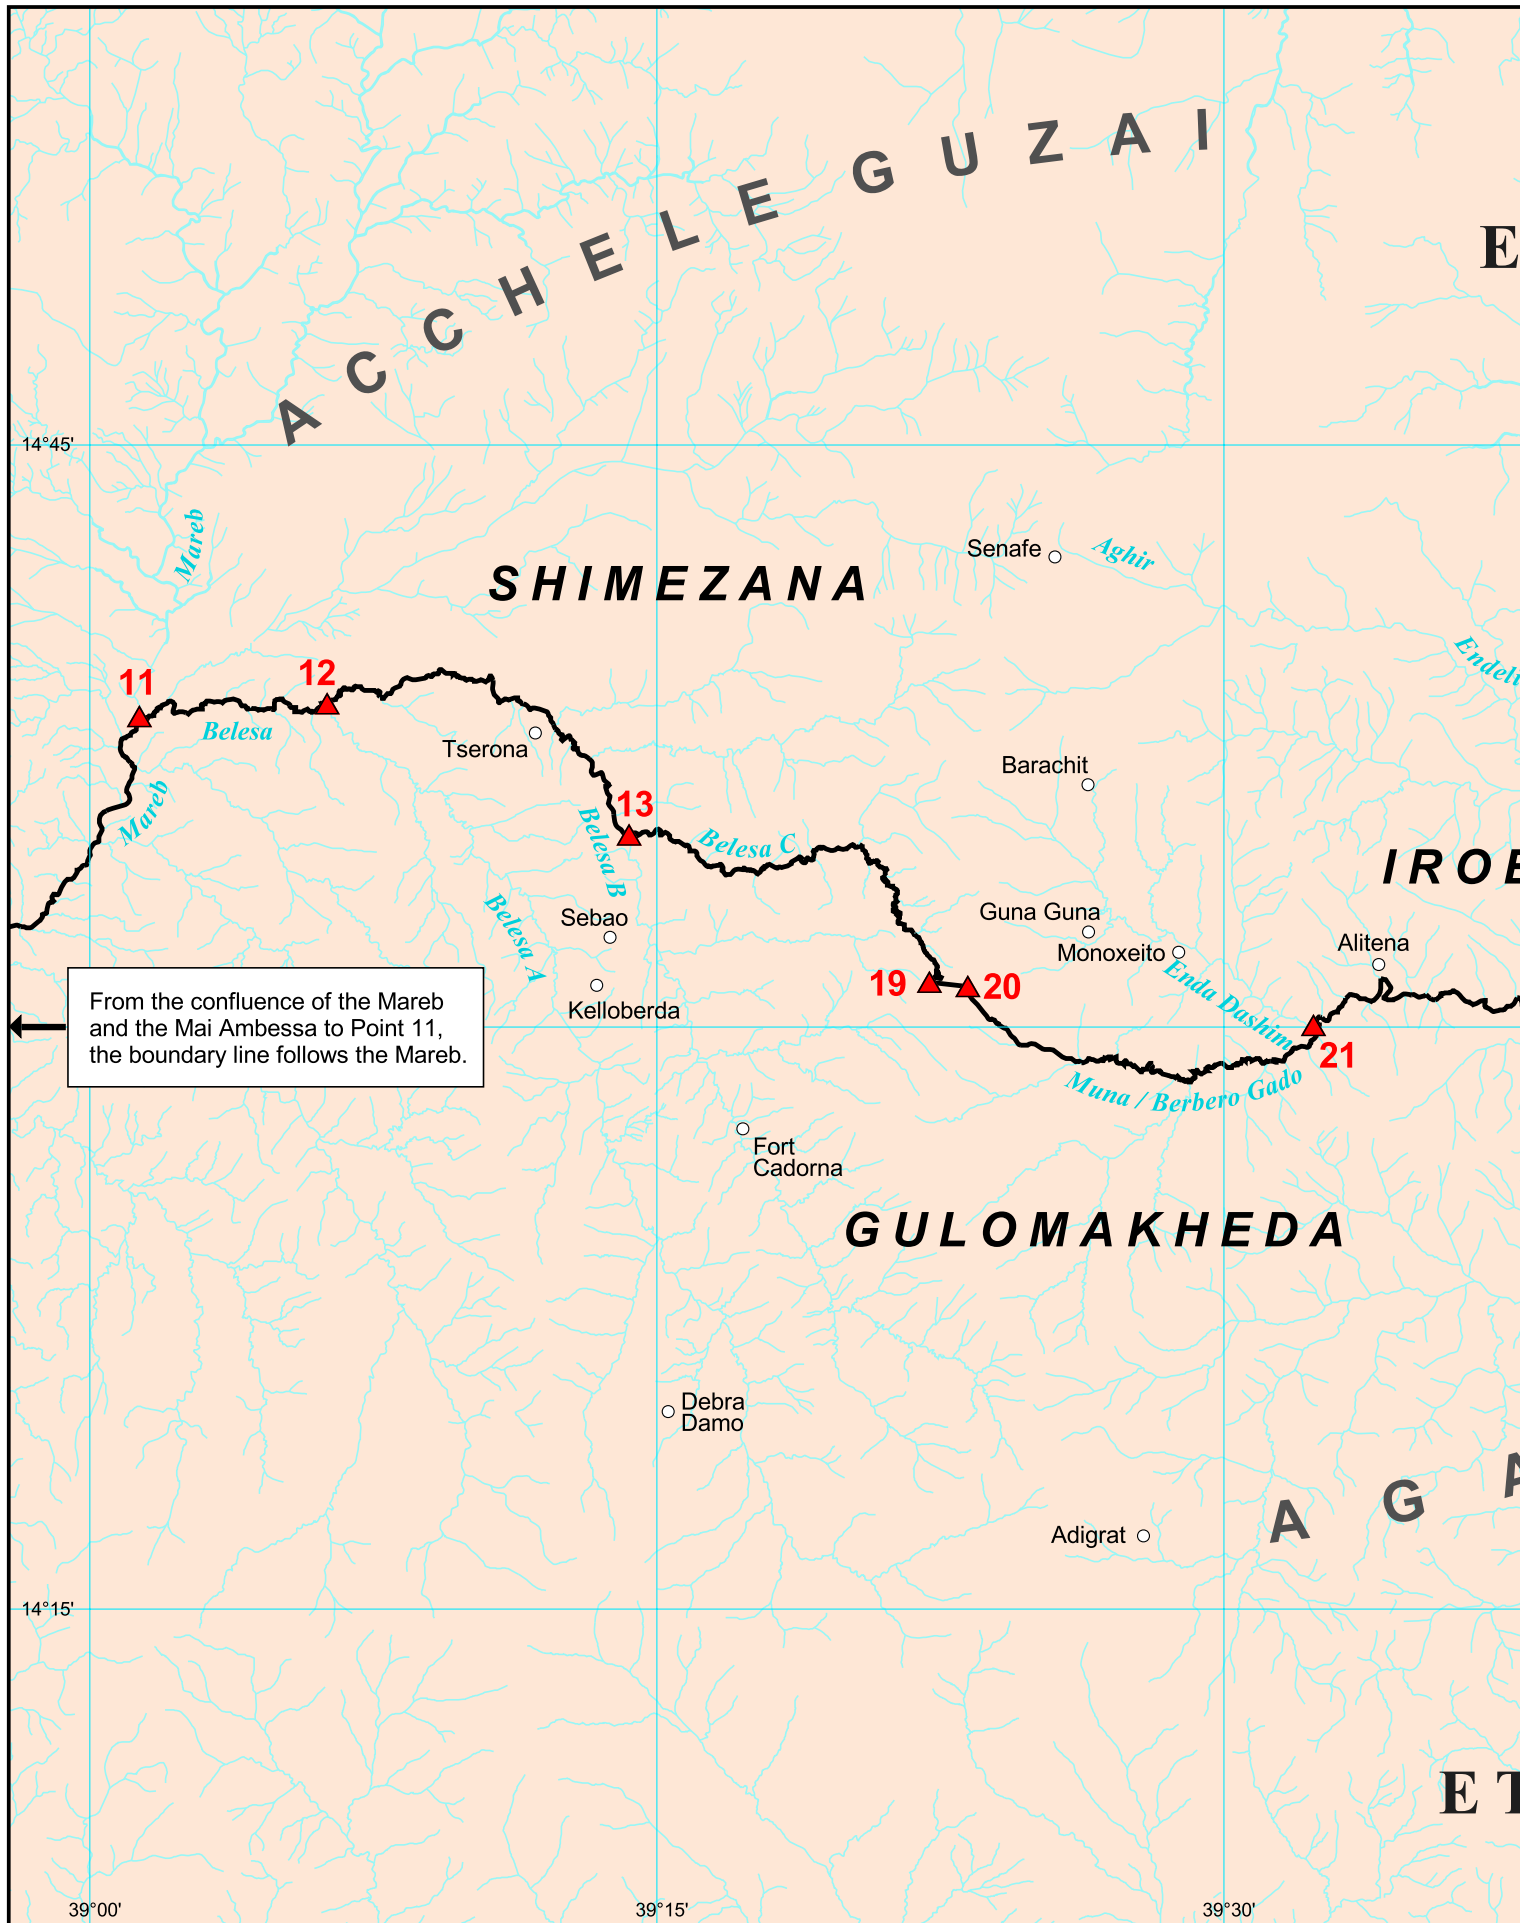 ACCHELE GUZAI
E
14°45'
Mareb
Senafe
Aghir
SHIMEZANA
Endeli
11
12
Belesa
Tserona
Barachit
Mareb
13
Belesa B
Belesa C
IROB
Belesa A
Sebao
Guna Guna
Monoxeito
Alitena
Enda Dashim
19
20
Kelloberda
From the confluence of the Mareb
and the Mai Ambessa to Point 11,
the boundary line follows the Mareb.
21
Muna / Berbero Gado
Fort
Cadorna
GULOMAKHEDA
Debra
Damo
A G A
Adigrat
14°15'
E T
39°00'
39°15'
39°30'